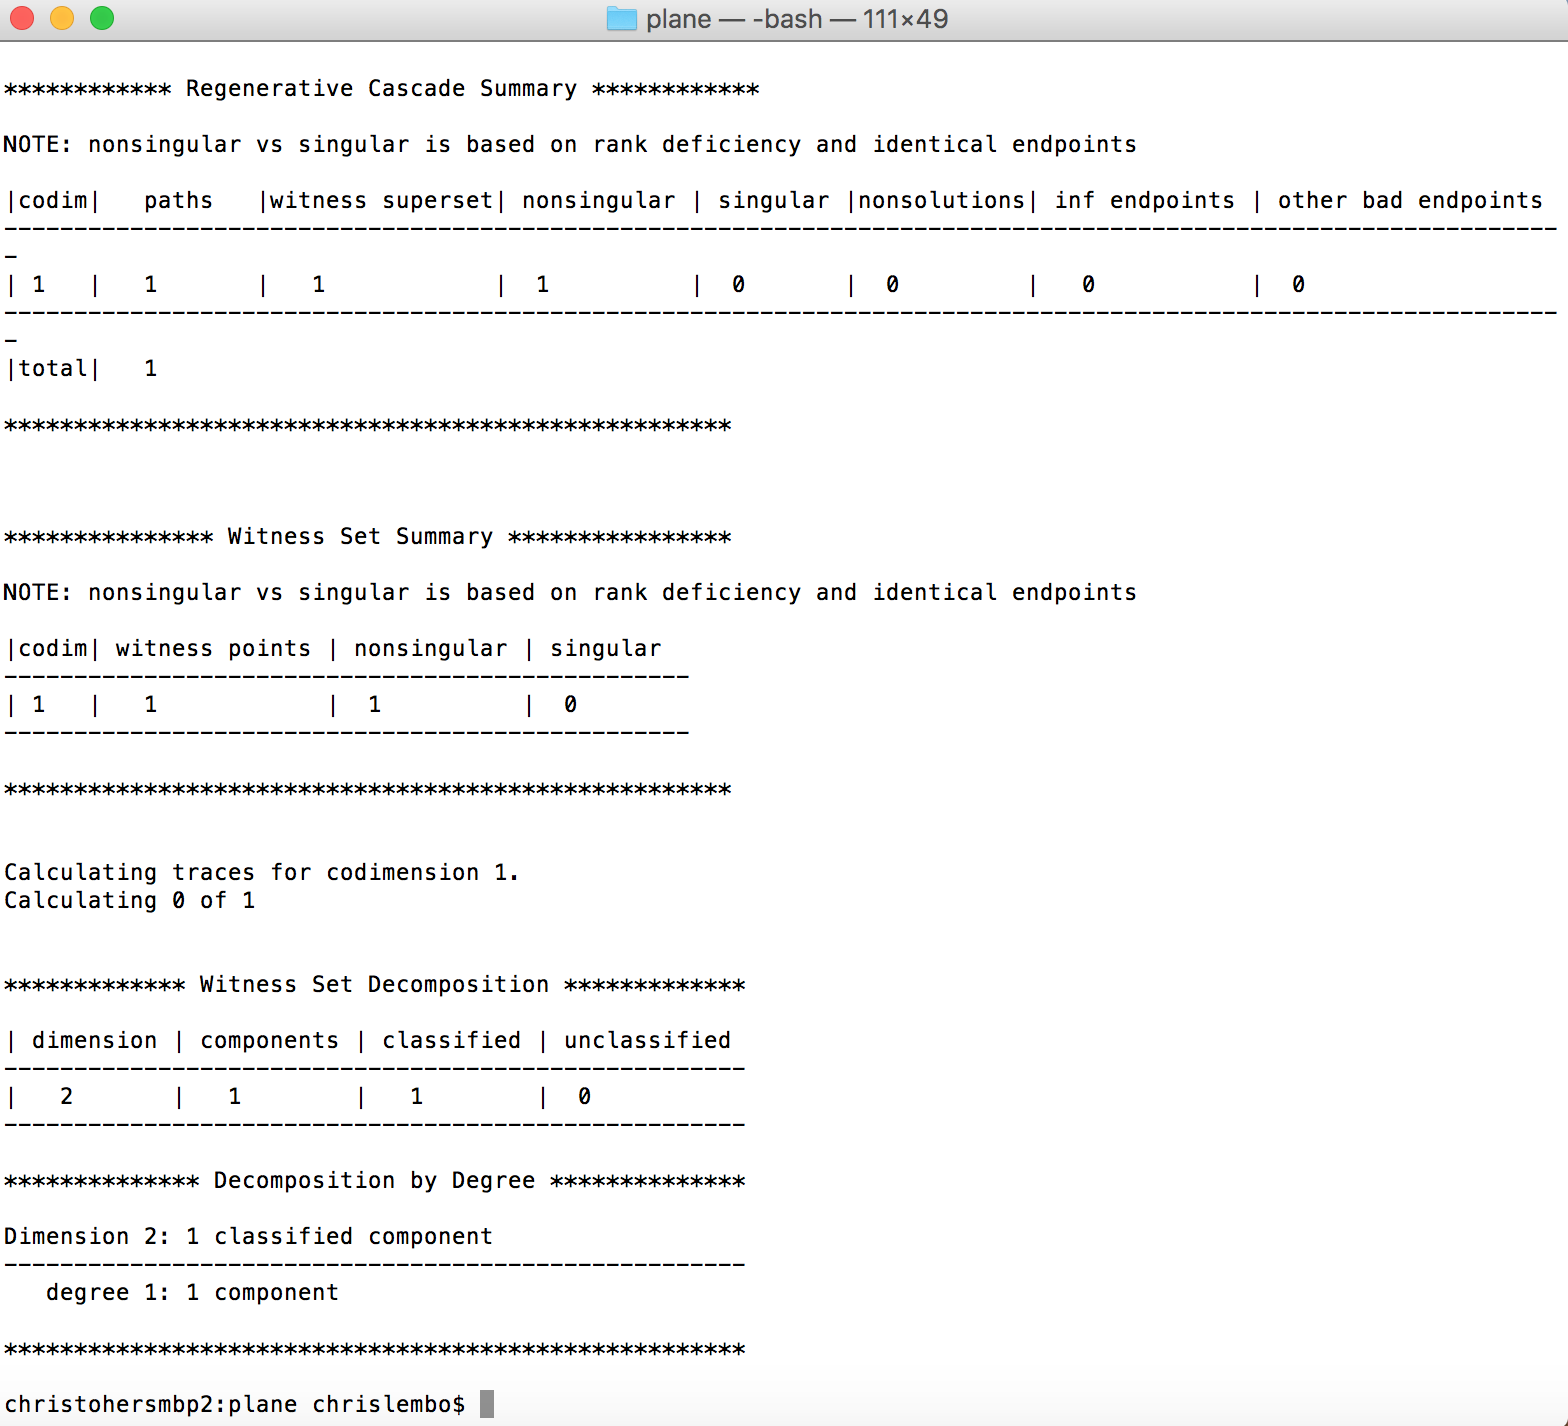 plane — -bash — 111×49
************ Regenerative Cascade Summary ************
NOTE: nonsingular vs singular is based on rank deficiency and identical endpoints
|codim|   paths   |witness superset| nonsingular | singular |nonsolutions| inf endpoints | other bad endpoints
---------------------------------------------------------------------------------------------------------------
-
| 1   |   1       |   1            |  1          |  0       |  0         |   0           |  0
---------------------------------------------------------------------------------------------------------------
-
|total|   1
****************************************************
*************** Witness Set Summary ****************
NOTE: nonsingular vs singular is based on rank deficiency and identical endpoints
|codim| witness points | nonsingular | singular
-------------------------------------------------
| 1   |   1            |  1          |  0
-------------------------------------------------
****************************************************
Calculating traces for codimension 1.
Calculating 0 of 1
************* Witness Set Decomposition *************
| dimension | components | classified | unclassified
-----------------------------------------------------
|   2       |   1        |   1        |  0
-----------------------------------------------------
************** Decomposition by Degree **************
Dimension 2: 1 classified component
-----------------------------------------------------
   degree 1: 1 component
*****************************************************
christohersmbp2:plane chrislembo$